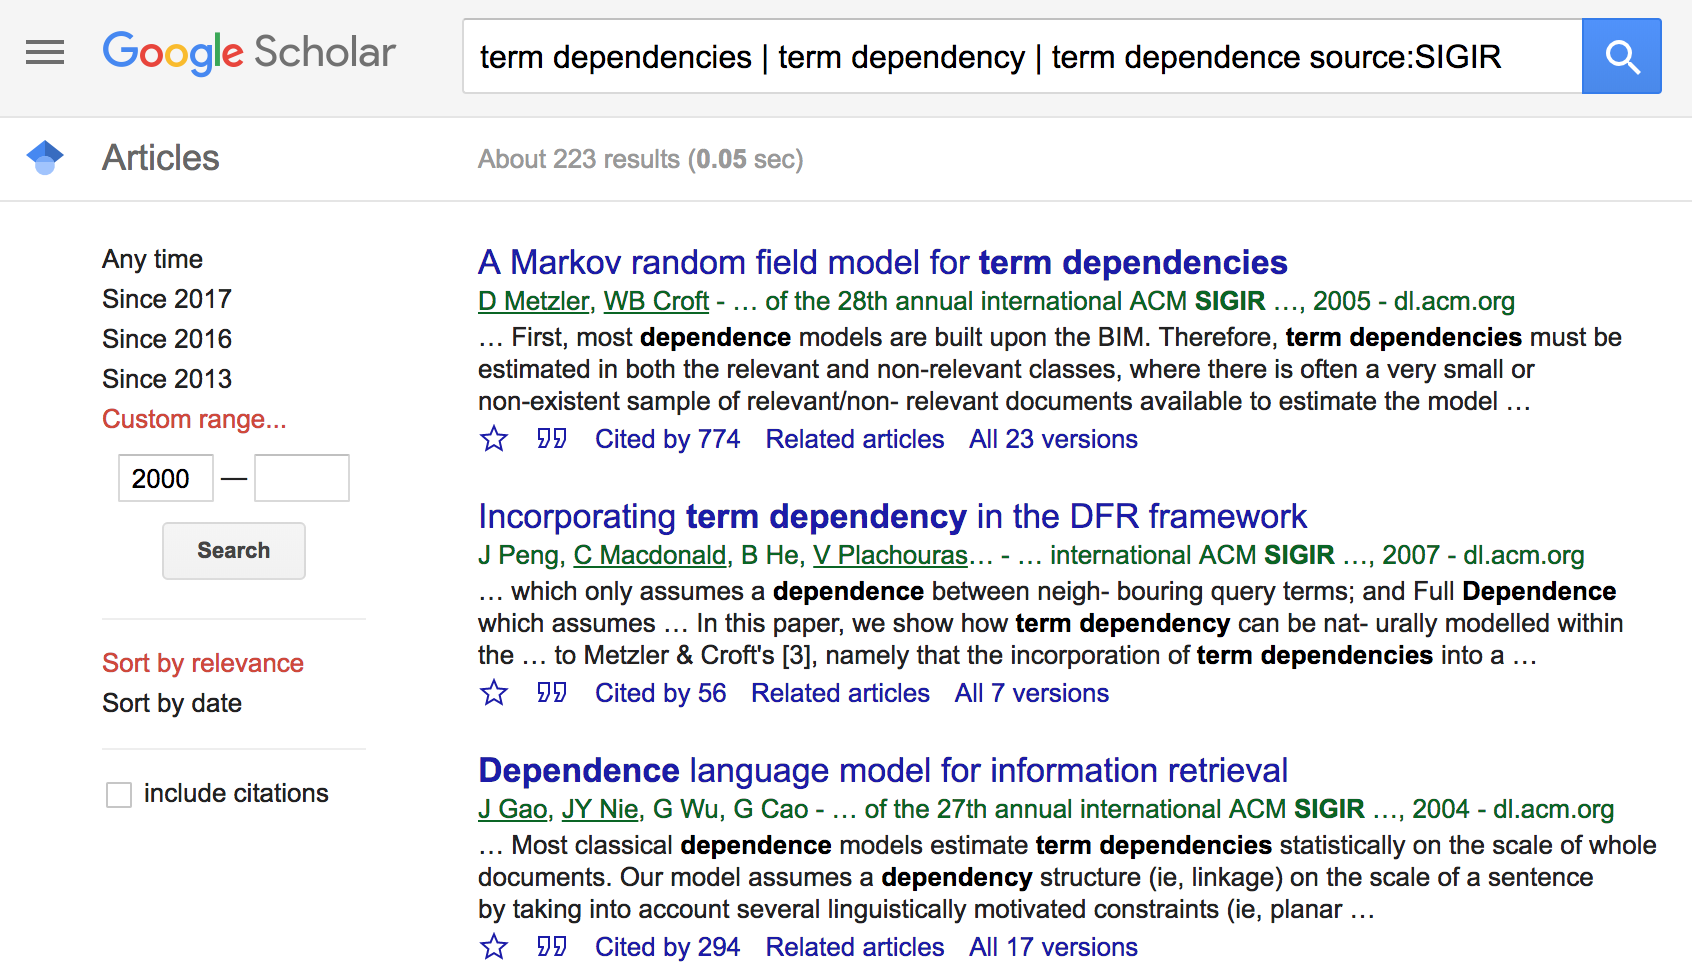 Google Scholar
term dependencies | term dependency | term dependence source:SIGIR
Articles
About 223 results (0.05 sec)
Any time
Since 2017
Since 2016
Since 2013
Custom range...
2000 —
Search
Sort by relevance
Sort by date
include citations
A Markov random field model for term dependencies
D Metzler, WB Croft - … of the 28th annual international ACM SIGIR …, 2005 - dl.acm.org
… First, most dependence models are built upon the BIM. Therefore, term dependencies must be
estimated in both the relevant and non-relevant classes, where there is often a very small or
non-existent sample of relevant/non- relevant documents available to estimate the model …
Cited by 774 Related articles All 23 versions
Incorporating term dependency in the DFR framework
J Peng, C Macdonald, B He, V Plachouras… - … international ACM SIGIR …, 2007 - dl.acm.org
… which only assumes a dependence between neigh- bouring query terms; and Full Dependence
which assumes … In this paper, we show how term dependency can be nat- urally modelled within
the … to Metzler & Croft's [3], namely that the incorporation of term dependencies into a …
Cited by 56 Related articles All 7 versions
Dependence language model for information retrieval
J Gao, JY Nie, G Wu, G Cao - … of the 27th annual international ACM SIGIR …, 2004 - dl.acm.org
… Most classical dependence models estimate term dependencies statistically on the scale of whole
documents. Our model assumes a dependency structure (ie, linkage) on the scale of a sentence
by taking into account several linguistically motivated constraints (ie, planar …
Cited by 294 Related articles All 17 versions